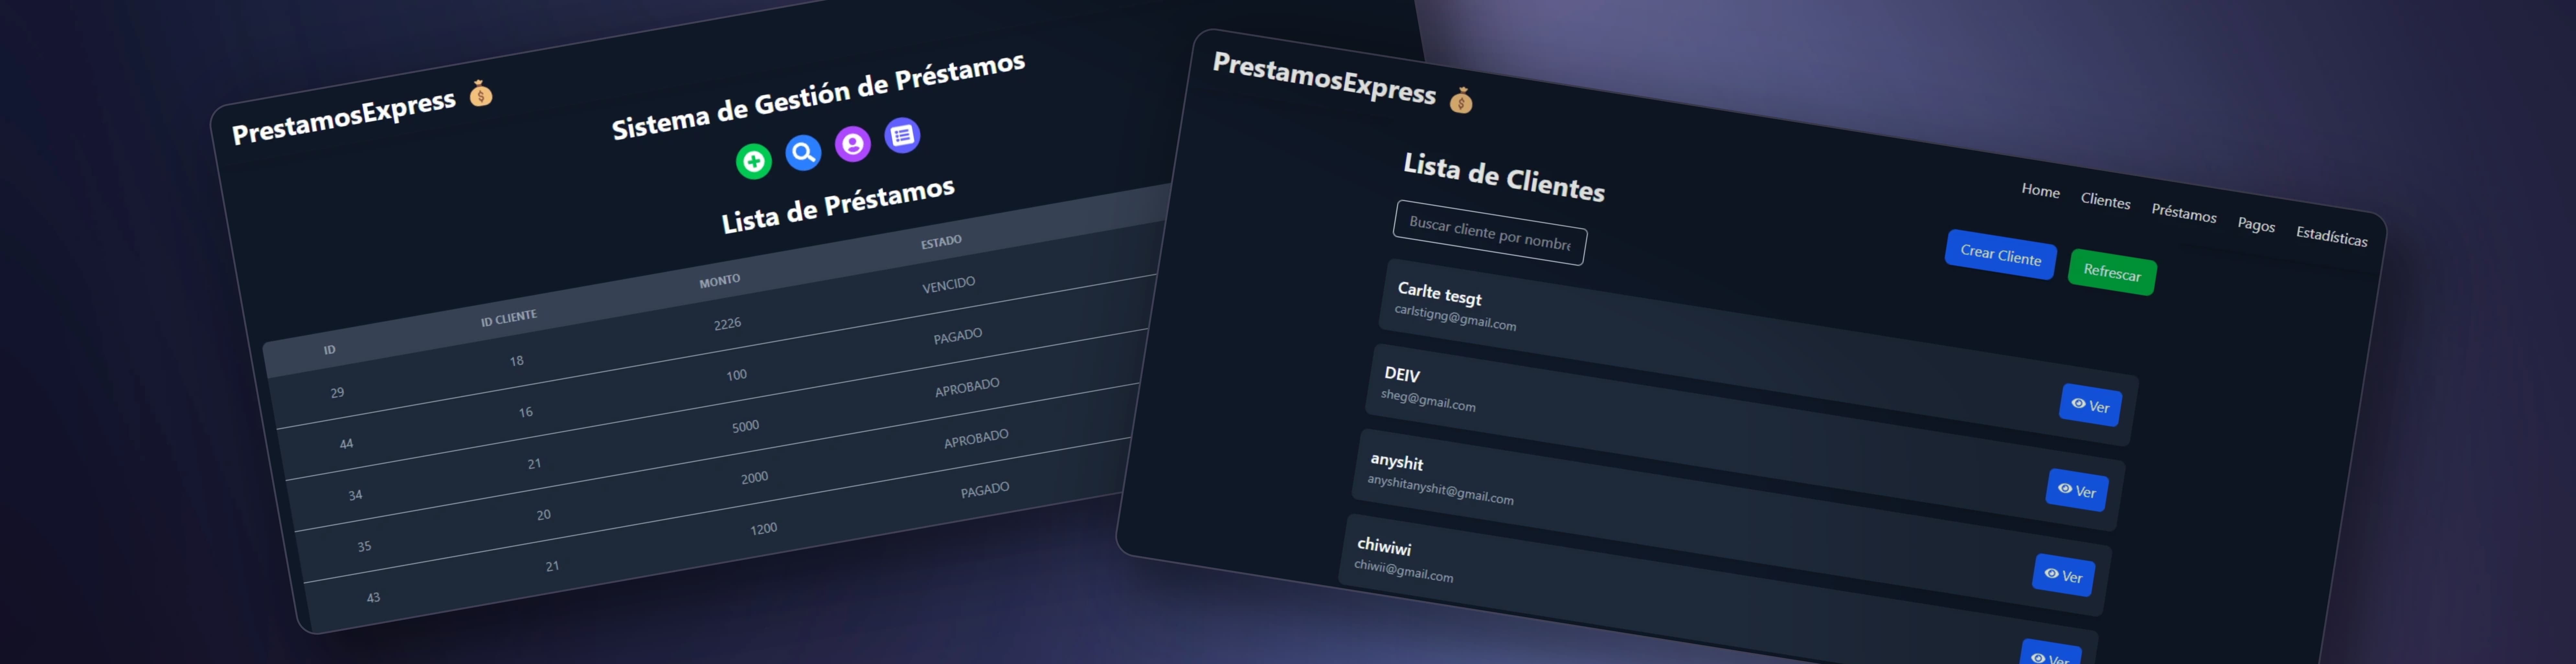 PrestamosExpress
Sistema de Gestión de Préstamos
Lista de Préstamos
ID ID CLIENTE MONTO ESTADO
29 18 2226 VENCIDO
44 16 100 PAGADO
34 21 5000 APROBADO
35 20 2000 APROBADO
43 21 1200 PAGADO
PrestamosExpress
Home Clientes Préstamos Pagos Estadísticas
Lista de Clientes
Buscar cliente por nombre
Crear Cliente Refrescar
Carlte tesgt
carlstigng@gmail.com
Ver
DEIV
sheg@gmail.com
Ver
anyshit
anyshitanyshit@gmail.com
Ver
chiwiwi
chiwii@gmail.com
Ver